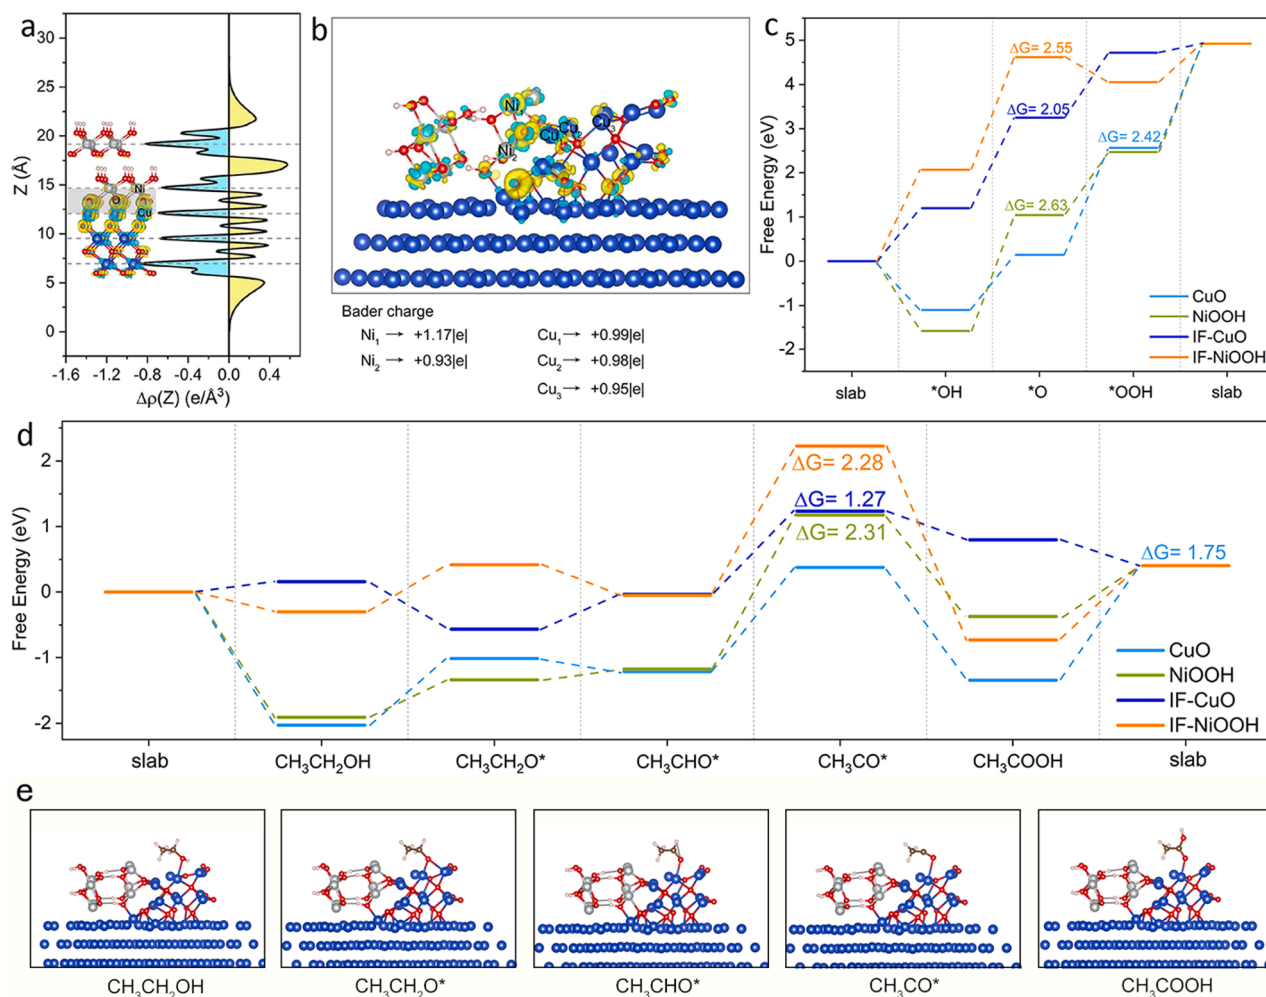 a
30
25
20
15
10
5
0
Z (Å)
Ni
O
Cu
-1.6 -1.2 -0.8 -0.4 0.0 0.4
Δρ(Z) (e/Å³)
b
Ni₁
Ni₂
Cu₁
Cu₂
Cu₃
Bader charge
Ni₁ → +1.17|e|
Ni₂ → +0.93|e|
Cu₁ → +0.99|e|
Cu₂ → +0.98|e|
Cu₃ → +0.95|e|
c
5
4
3
2
1
0
-1
-2
Free Energy (eV)
ΔG= 2.55
ΔG= 2.05
ΔG= 2.42
ΔG= 2.63
CuO
NiOOH
IF-CuO
IF-NiOOH
slab *OH *O *OOH slab
d
2
1
0
-1
-2
Free Energy (eV)
ΔG= 2.28
ΔG= 1.27
ΔG= 2.31
ΔG= 1.75
CuO
NiOOH
IF-CuO
IF-NiOOH
slab CH₃CH₂OH CH₃CH₂O* CH₃CHO* CH₃CO* CH₃COOH slab
e
CH₃CH₂OH CH₃CH₂O* CH₃CHO* CH₃CO* CH₃COOH